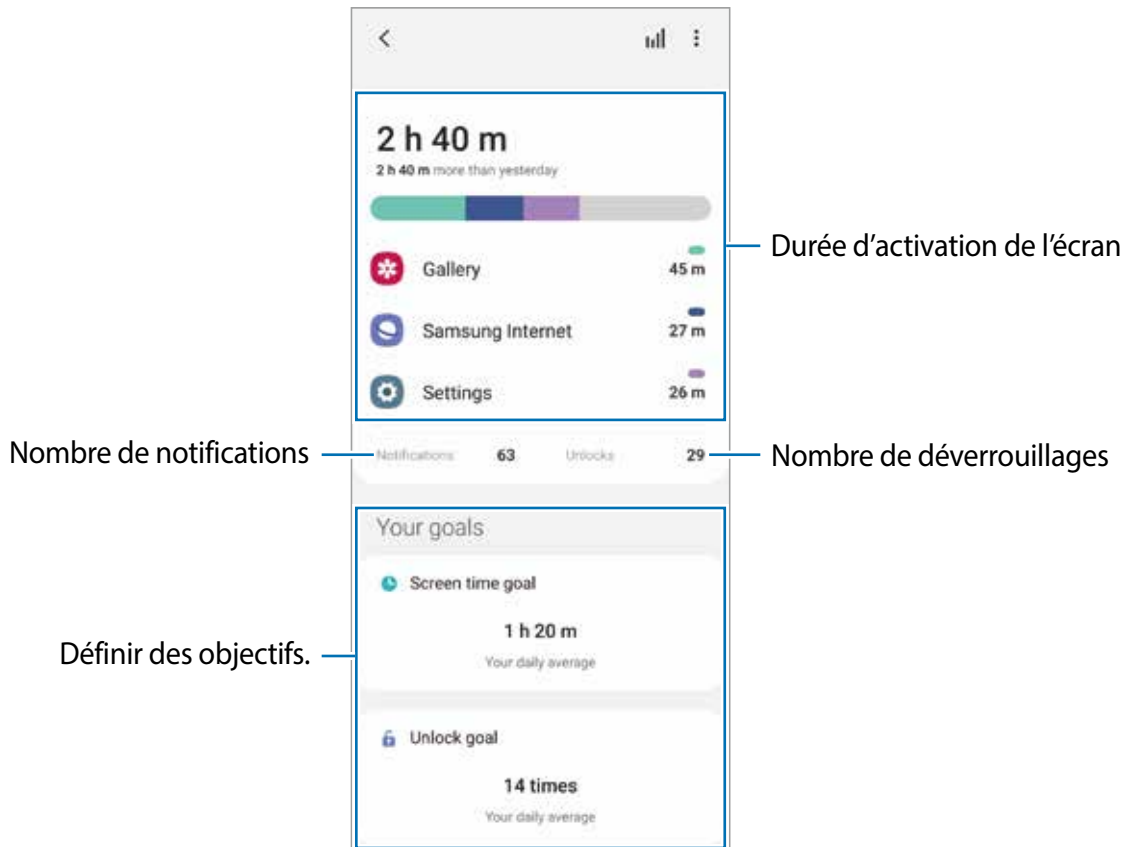 2 h 40 m
2 h 40 m more than yesterday
Durée d’activation de l’écran
Gallery 45 m
Samsung Internet 27 m
Settings 26 m
Nombre de notifications
Notifications 63 Unlocks 29
Nombre de déverrouillages
Your goals
Screen time goal
1 h 20 m
Your daily average
Définir des objectifs.
Unlock goal
14 times
Your daily average